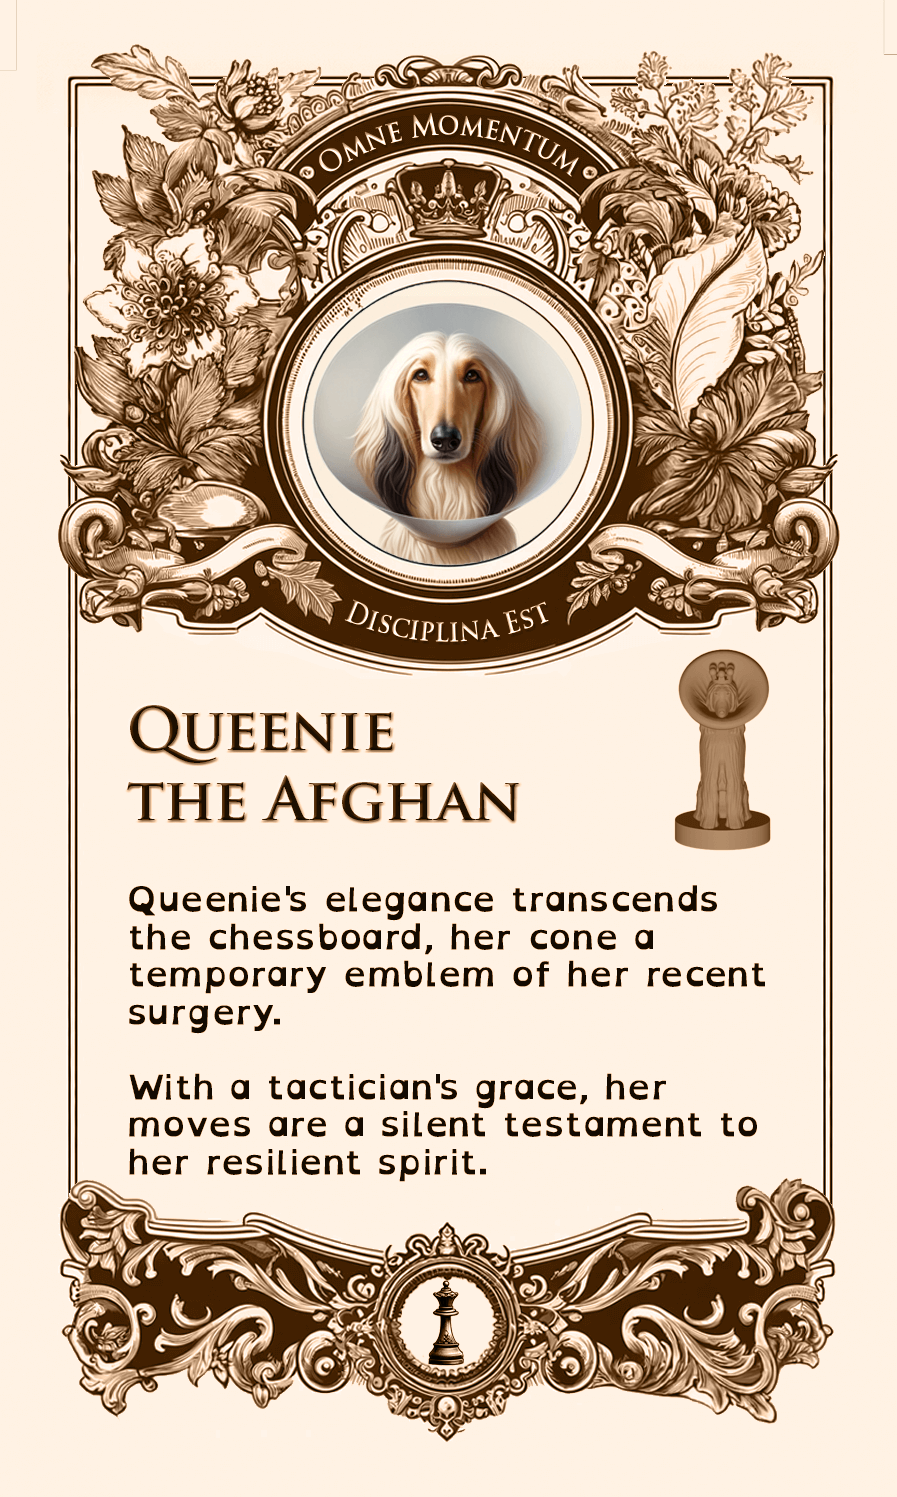 Omne Momentum
Disciplina Est
Queenie
the Afghan
Queenie's elegance transcends
the chessboard, her cone a
temporary emblem of her recent
surgery.
With a tactician's grace, her
moves are a silent testament to
her resilient spirit.